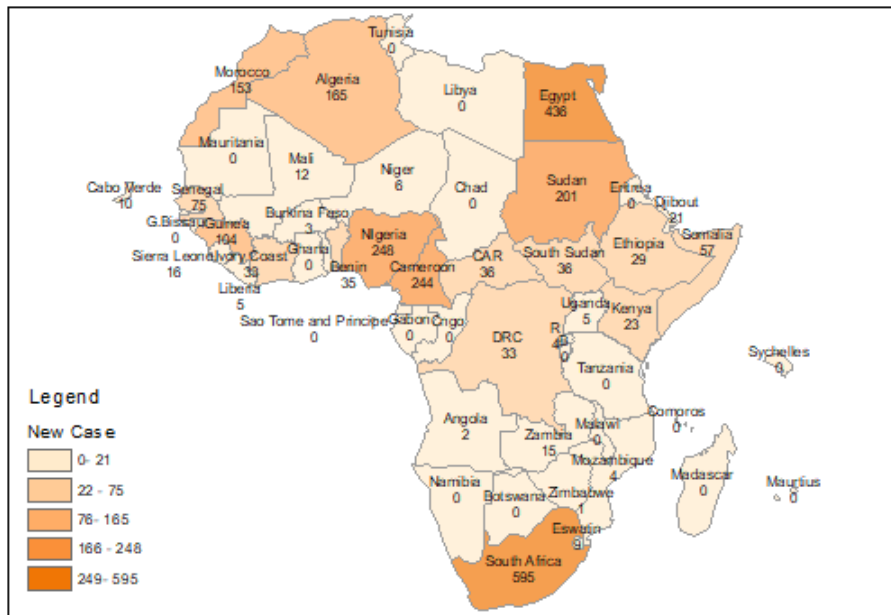 Tunisia
0
Morocco
153
Algeria
165
Libya
0
Egypt
436
Mauritania
0
Mali
12
Niger
6
Chad
0
Sudan
201
Eritrea
0
Djibout
21
Cabo Verde
10
Senegal
75
G.Bissau
0
Guinea
104
Burkina Faso
3
Sierra Leone
16
Ivory Coast
Liberia
5
Ghana
0
Benin
35
Nigeria
248
Cameroon
244
CAR
36
South Sudan
36
Ethiopia
29
Somalia
57
Sao Tome and Principe
0
Gabon
0
Cngo
0
DRC
33
Uganda
5
Kenya
23
R
4
B
0
Tanzania
0
Sychelles
0
Comoros
0
Angola
2
Zambia
15
Malawi
0
Mozambique
4
Madascar
0
Maurtius
0
Namibia
0
Botswana
0
Zimbabwe
1
Eswatin
9
South Africa
595
Legend
New Case
0- 21
22 - 75
76- 165
166 - 248
249- 595